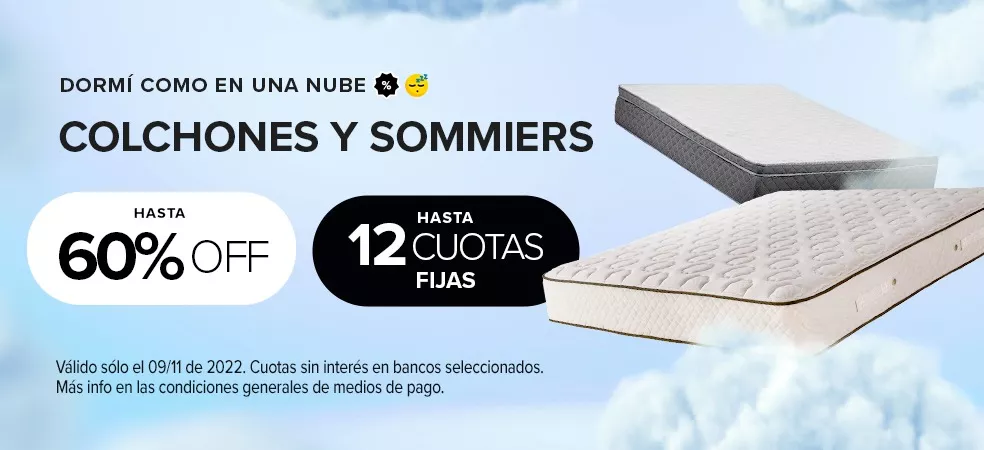 DORMÍ COMO EN UNA NUBE % 😴
COLCHONES Y SOMMIERS
HASTA
60% OFF
HASTA
12 CUOTAS
FIJAS
Válido sólo el 09/11 de 2022. Cuotas sin interés en bancos seleccionados.
Más info en las condiciones generales de medios de pago.